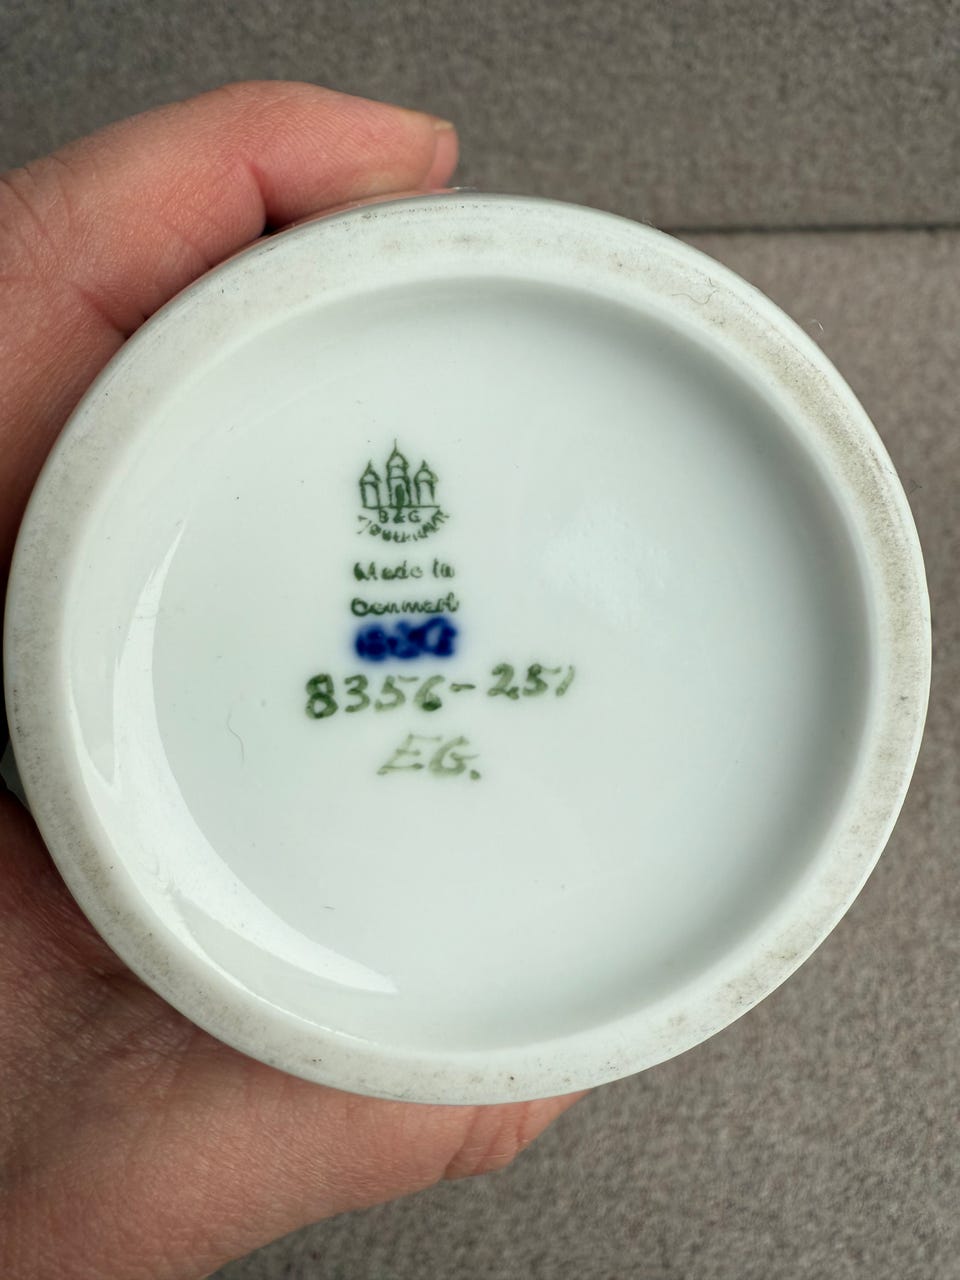 B&G
Made in
Denmark
B&G
8356-251
EG.